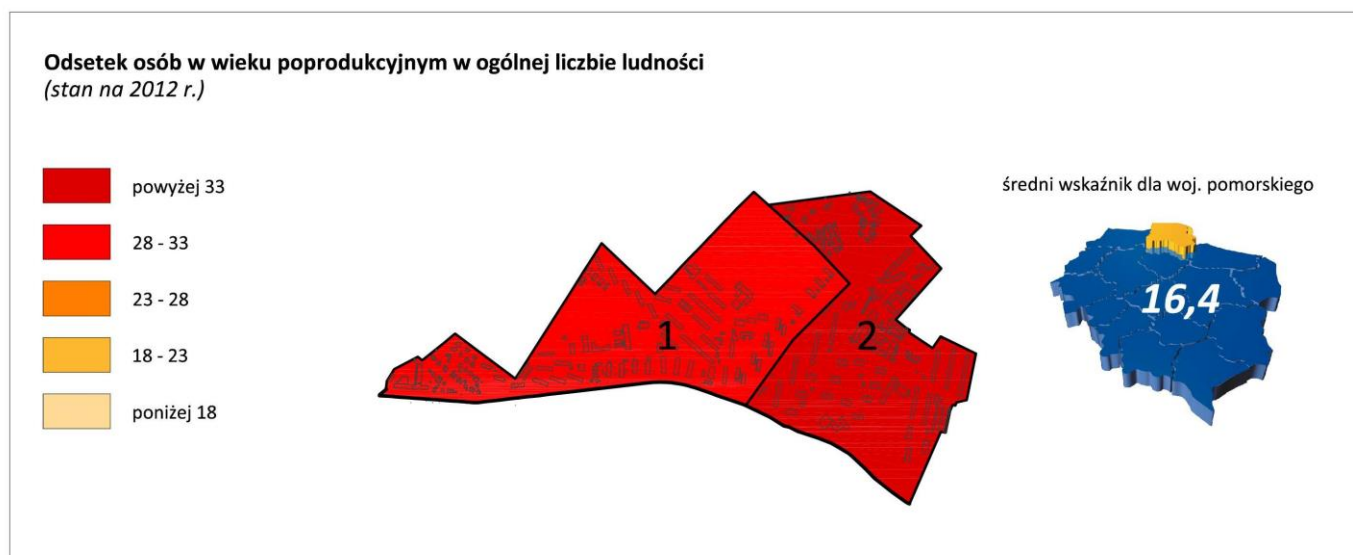 Odsetek osób w wieku poprodukcyjnym w ogólnej liczbie ludności
(stan na 2012 r.)
powyżej 33
28 - 33
23 - 28
18 - 23
poniżej 18
1
2
średni wskaźnik dla woj. pomorskiego
16,4